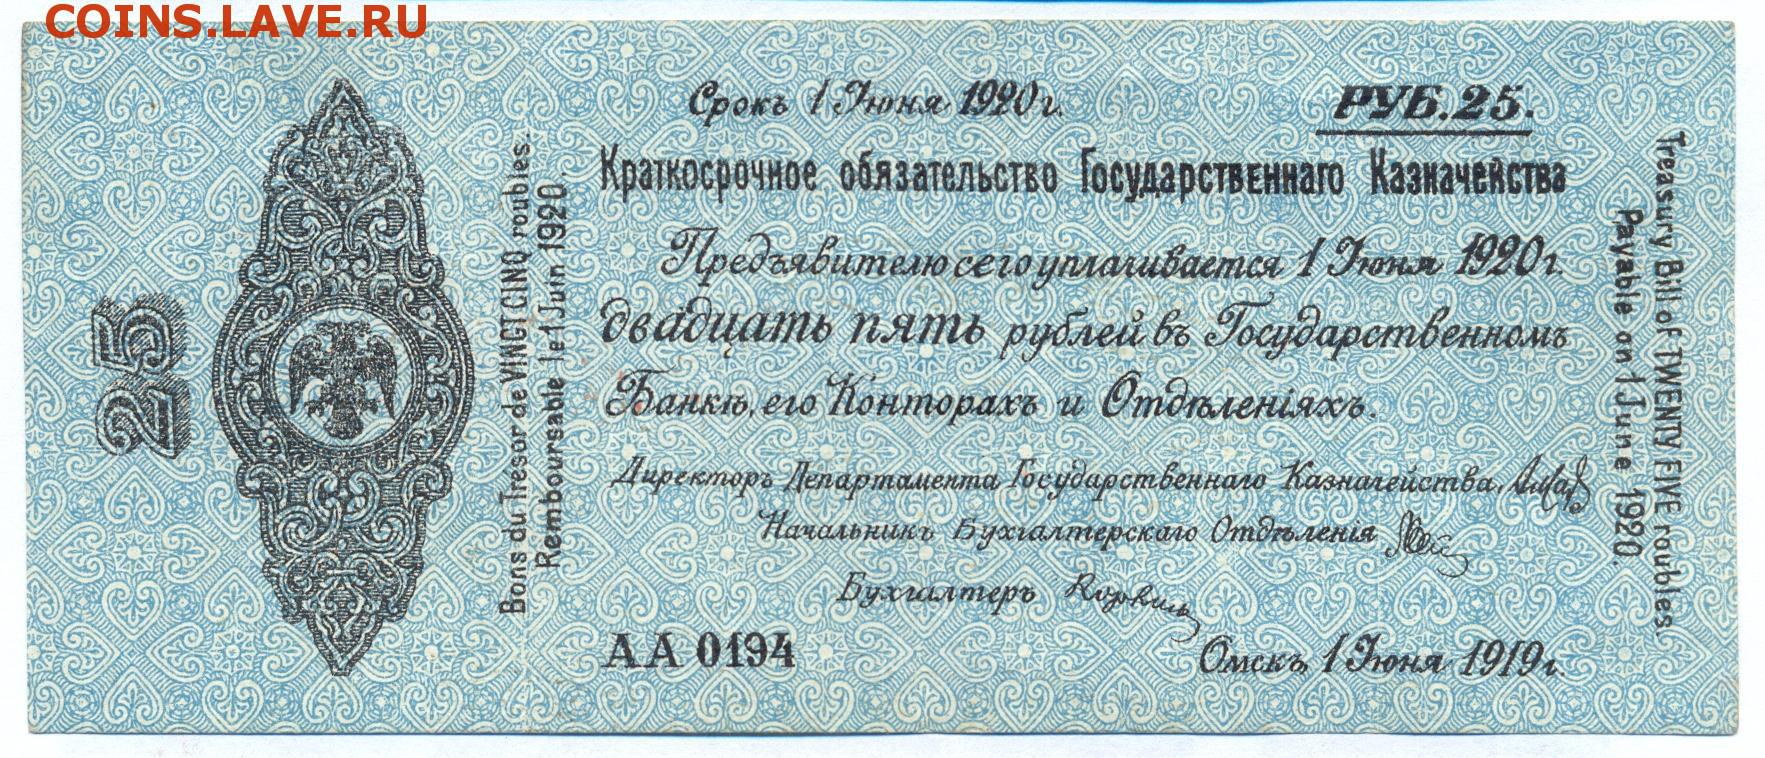 COINS.LAVE.RU
Срокъ 1 Іюня 1920 г.
РУБ. 25.
Краткосрочное обязательство Государственнаго Казначейства
Предъявителю сего уплачивается 1 Іюня 1920 г.
двадцать пять рублей въ Государственномъ
Банкѣ, его Конторахъ и Отдѣленіяхъ.
Директоръ Департамента Государственнаго Казначейства
Начальникъ Бухгалтерскаго Отдѣленія
Бухгалтеръ
АА 0194
Омскъ, 1 Іюня 1919 г.
25
Bons du Tresor de VINGT CINQ roubles.
Remboursable le 1 Juin 1920.
Treasury Bill of TWENTY FIVE roubles.
Payable on 1 June 1920.